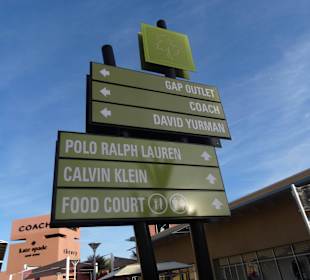 GAP OUTLET
COACH
DAVID YURMAN
POLO RALPH LAUREN
CALVIN KLEIN
FOOD COURT
COACH
kate spade